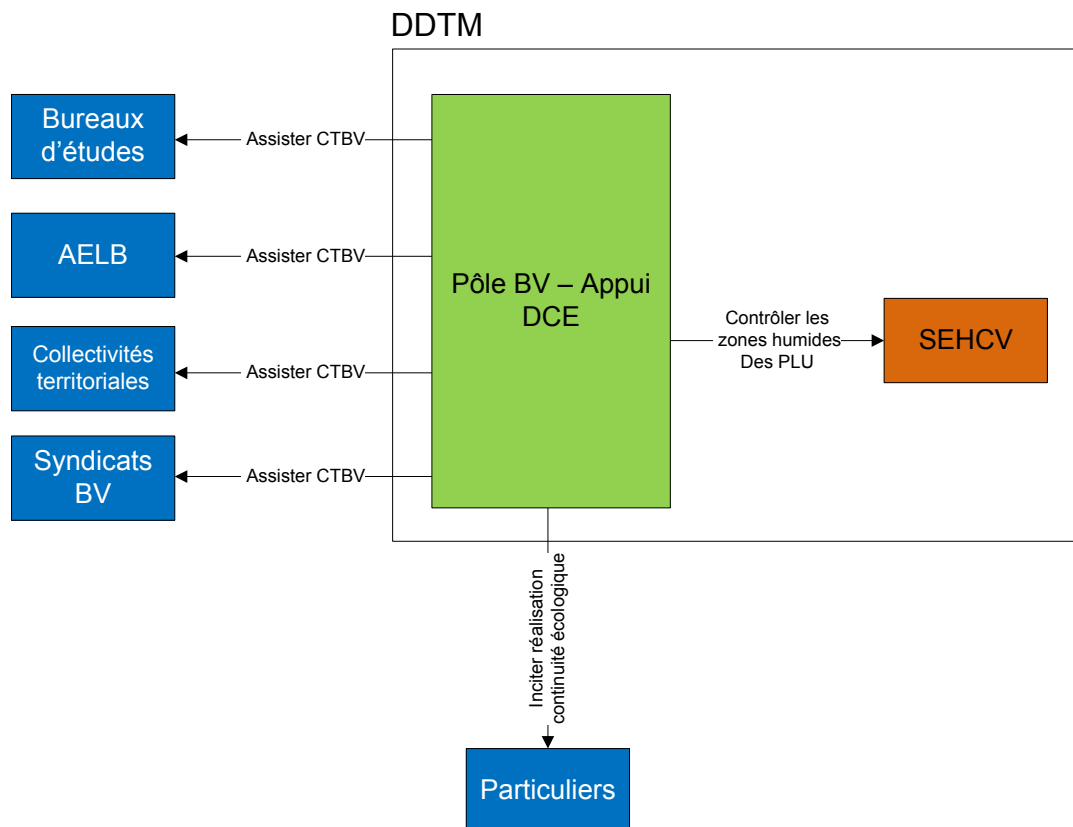 DDTM
Bureaux
d'études
Assister CTBV
AELB
Assister CTBV
Collectivités
territoriales
Assister CTBV
Syndicats
BV
Assister CTBV
Pôle BV – Appui
DCE
Contrôler les
zones humides
Des PLU
SEHCV
Inciter réalisation
continuité écologique
Particuliers